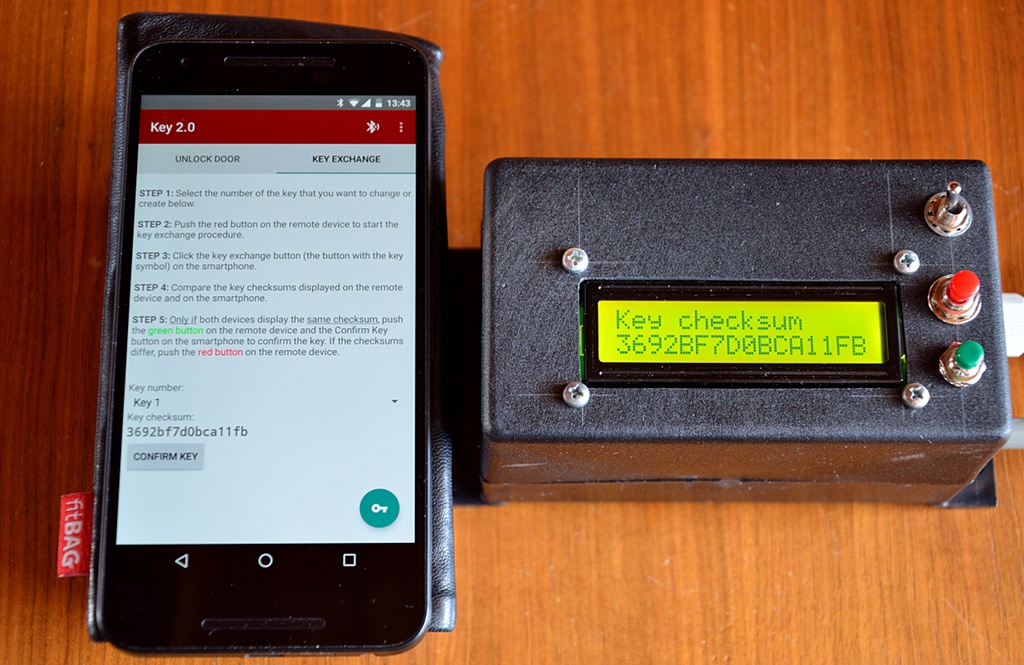 13:43
Key 2.0
UNLOCK DOOR
KEY EXCHANGE
STEP 1: Select the number of the key that you want to change or
create below.
STEP 2: Push the red button on the remote device to start the
key exchange procedure.
STEP 3: Click the key exchange button (the button with the key
symbol) on the smartphone.
STEP 4: Compare the key checksums displayed on the remote
device and on the smartphone.
STEP 5: Only if both devices display the same checksum, push
the green button on the remote device and the Confirm Key
button on the smartphone to confirm the key. If the checksums
differ, push the red button on the remote device.
Key number:
Key 1
Key checksum:
3692bf7d0bca11fb
CONFIRM KEY
fitBAG
Key checksum
3692BF7D0BCA11FB